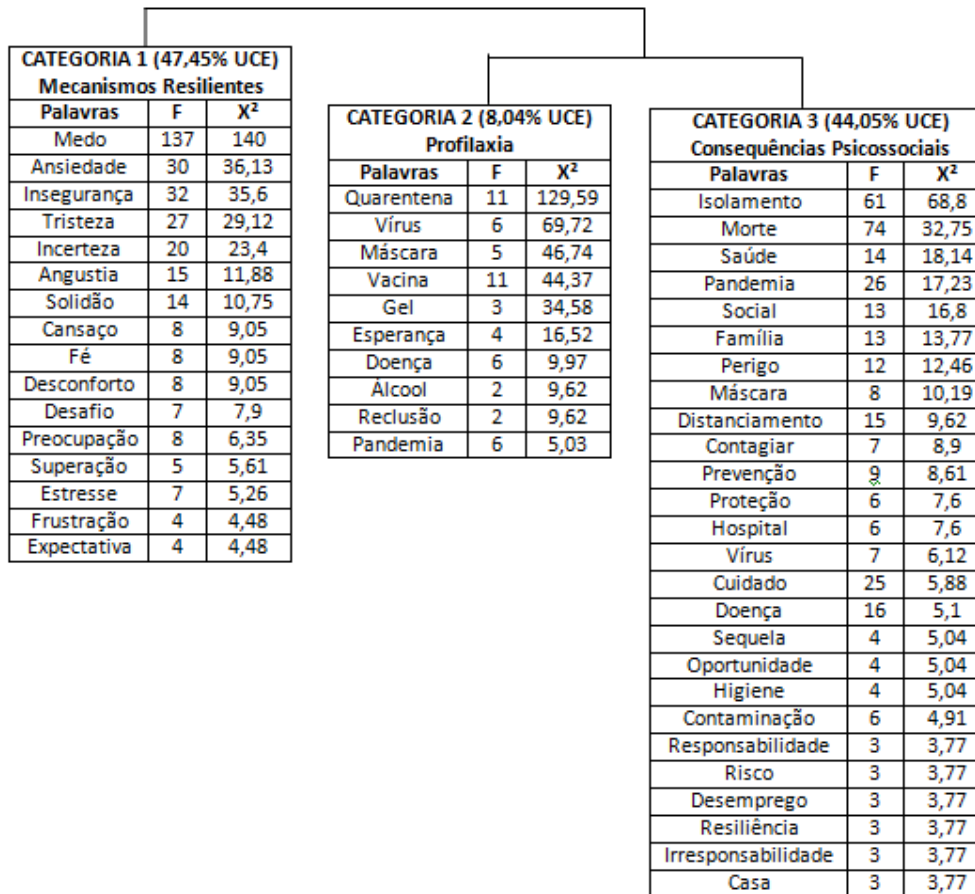 CATEGORIA 1 (47,45% UCE)
Mecanismos Resilientes
Palavras F X²
Medo 137 140
Ansiedade 30 36,13
Insegurança 32 35,6
Tristeza 27 29,12
Incerteza 20 23,4
Angustia 15 11,88
Solidão 14 10,75
Cansaço 8 9,05
Fé 8 9,05
Desconforto 8 9,05
Desafio 7 7,9
Preocupação 8 6,35
Superação 5 5,61
Estresse 7 5,26
Frustração 4 4,48
Expectativa 4 4,48
CATEGORIA 2 (8,04% UCE)
Profilaxia
Palavras F X²
Quarentena 11 129,59
Vírus 6 69,72
Máscara 5 46,74
Vacina 11 44,37
Gel 3 34,58
Esperança 4 16,52
Doença 6 9,97
Álcool 2 9,62
Reclusão 2 9,62
Pandemia 6 5,03
CATEGORIA 3 (44,05% UCE)
Consequências Psicossociais
Palavras F X²
Isolamento 61 68,8
Morte 74 32,75
Saúde 14 18,14
Pandemia 26 17,23
Social 13 16,8
Família 13 13,77
Perigo 12 12,46
Máscara 8 10,19
Distanciamento 15 9,62
Contagiar 7 8,9
Prevenção 9 8,61
Proteção 6 7,6
Hospital 6 7,6
Vírus 7 6,12
Cuidado 25 5,88
Doença 16 5,1
Sequela 4 5,04
Oportunidade 4 5,04
Higiene 4 5,04
Contaminação 6 4,91
Responsabilidade 3 3,77
Risco 3 3,77
Desemprego 3 3,77
Resiliência 3 3,77
Irresponsabilidade 3 3,77
Casa 3 3,77